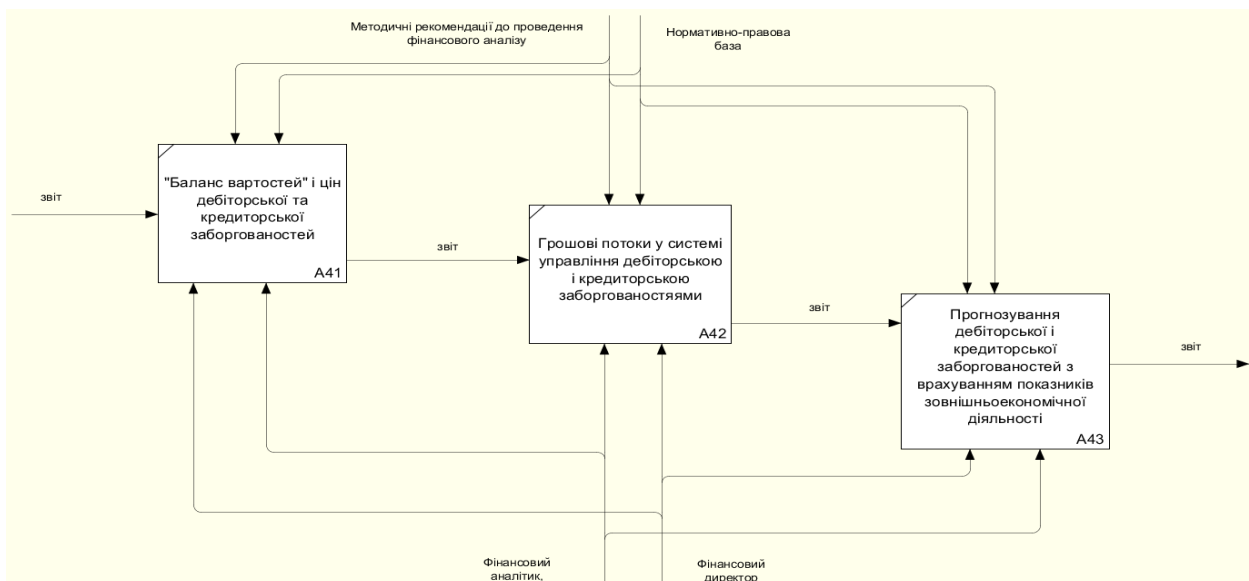 Методичні рекомендації до проведення
фінансового аналізу
Нормативно-правова
база
звіт
"Баланс вартостей" і цін
дебіторської та
кредиторської
заборгованостей
A41
звіт
Грошові потоки у системі
управління дебіторською
і кредиторською
заборгованостяями
A42
звіт
Прогнозування
дебіторської і
кредиторської
заборгованостей з
врахуванням показників
зовнішньоекономічної
діяльності
A43
звіт
Фінансовий
аналітик,
Фінансовий
директор